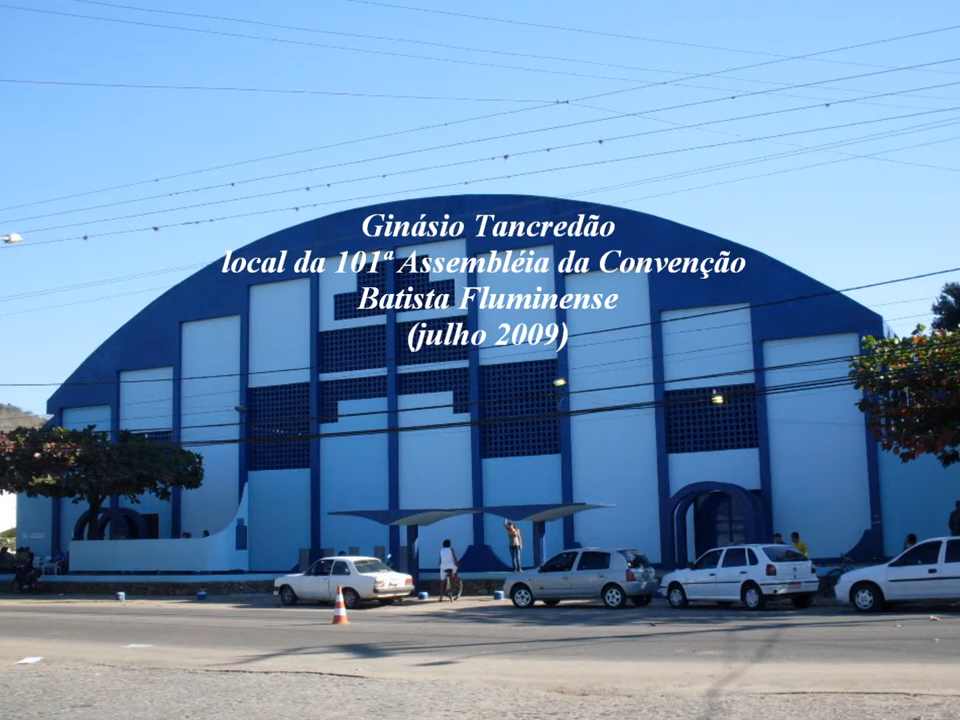 Ginásio Tancredão
local da 101ª Assembléia da Convenção
Batista Fluminense
(julho 2009)